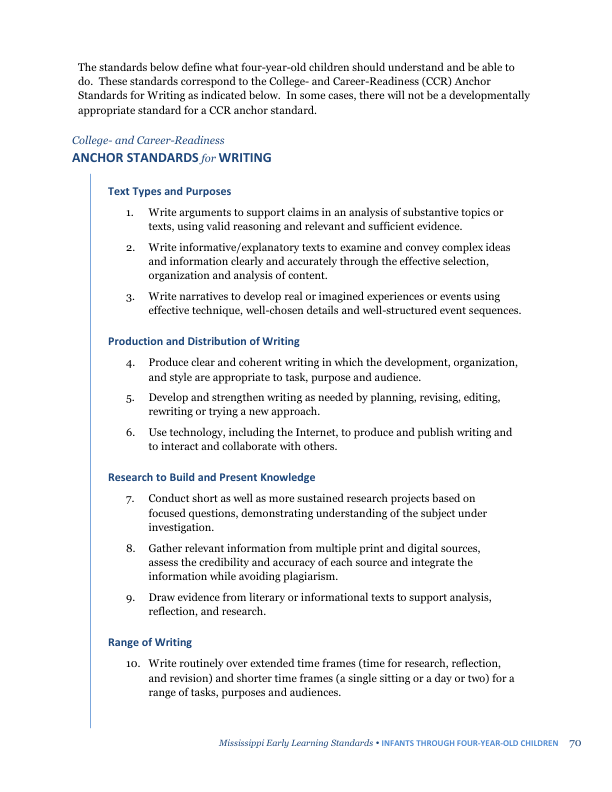 The standards below define what four-year-old children should understand and be able to
do.  These standards correspond to the College- and Career-Readiness (CCR) Anchor
Standards for Writing as indicated below.  In some cases, there will not be a developmentally
appropriate standard for a CCR anchor standard.
College- and Career-Readiness
ANCHOR STANDARDS for WRITING
Text Types and Purposes
1. Write arguments to support claims in an analysis of substantive topics or
texts, using valid reasoning and relevant and sufficient evidence.
2. Write informative/explanatory texts to examine and convey complex ideas
and information clearly and accurately through the effective selection,
organization and analysis of content.
3. Write narratives to develop real or imagined experiences or events using
effective technique, well-chosen details and well-structured event sequences.
Production and Distribution of Writing
4. Produce clear and coherent writing in which the development, organization,
and style are appropriate to task, purpose and audience.
5. Develop and strengthen writing as needed by planning, revising, editing,
rewriting or trying a new approach.
6. Use technology, including the Internet, to produce and publish writing and
to interact and collaborate with others.
Research to Build and Present Knowledge
7. Conduct short as well as more sustained research projects based on
focused questions, demonstrating understanding of the subject under
investigation.
8. Gather relevant information from multiple print and digital sources,
assess the credibility and accuracy of each source and integrate the
information while avoiding plagiarism.
9. Draw evidence from literary or informational texts to support analysis,
reflection, and research.
Range of Writing
10. Write routinely over extended time frames (time for research, reflection,
and revision) and shorter time frames (a single sitting or a day or two) for a
range of tasks, purposes and audiences.
Mississippi Early Learning Standards • INFANTS THROUGH FOUR-YEAR-OLD CHILDREN 70